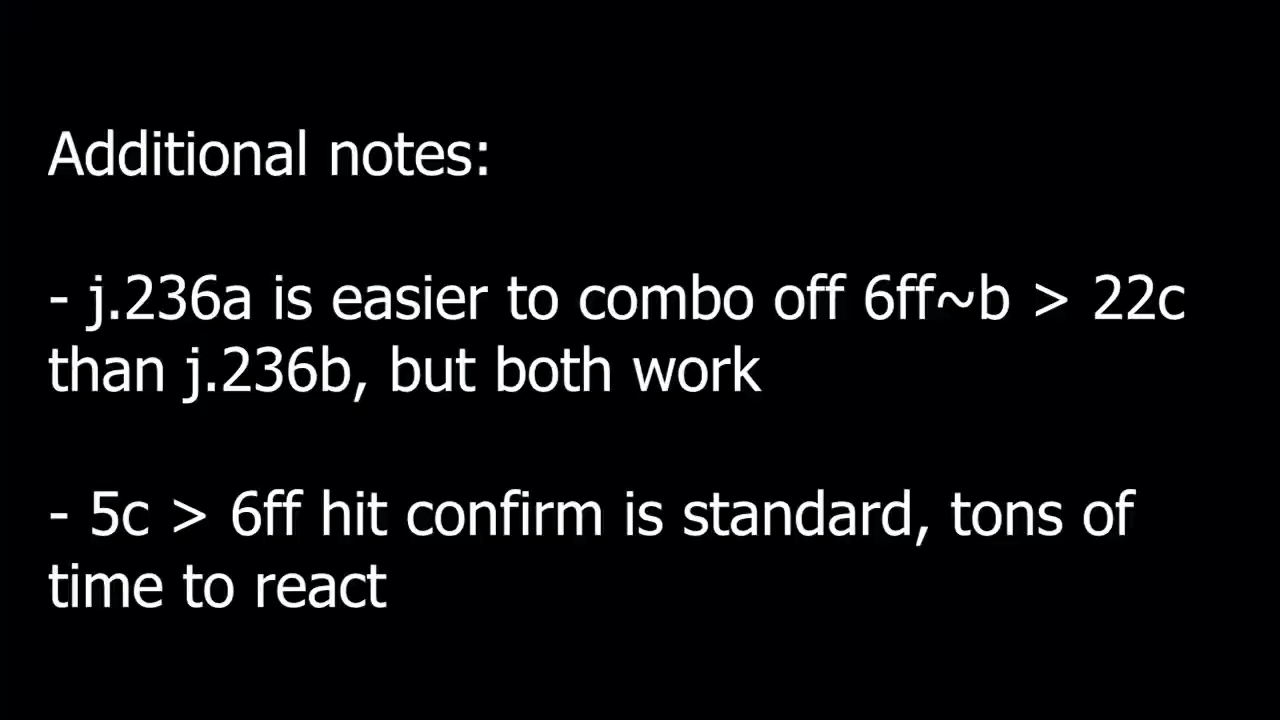 Additional notes:
- j.236a is easier to combo off 6ff~b > 22c
than j.236b, but both work
- 5c > 6ff hit confirm is standard, tons of
time to react